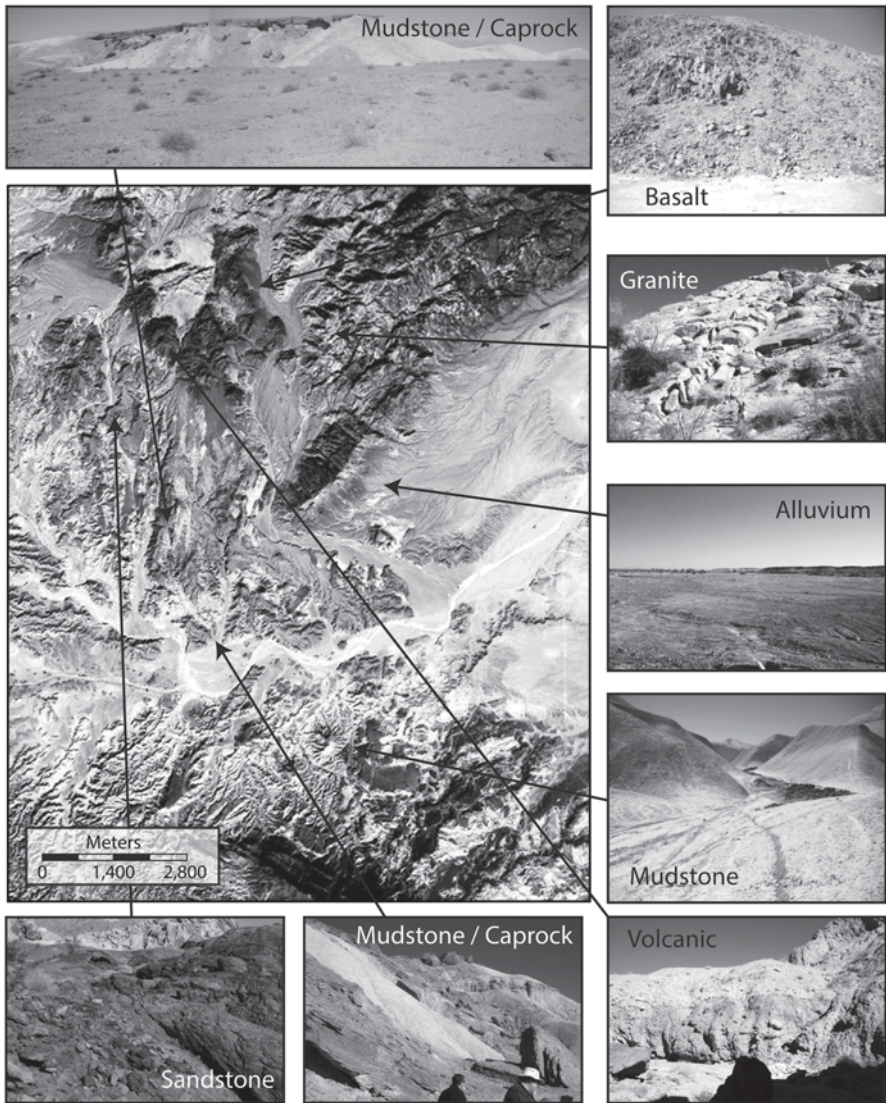 Mudstone / Caprock
Basalt
Granite
Alluvium
Meters
0 1,400 2,800
Mudstone
Sandstone
Mudstone / Caprock
Volcanic